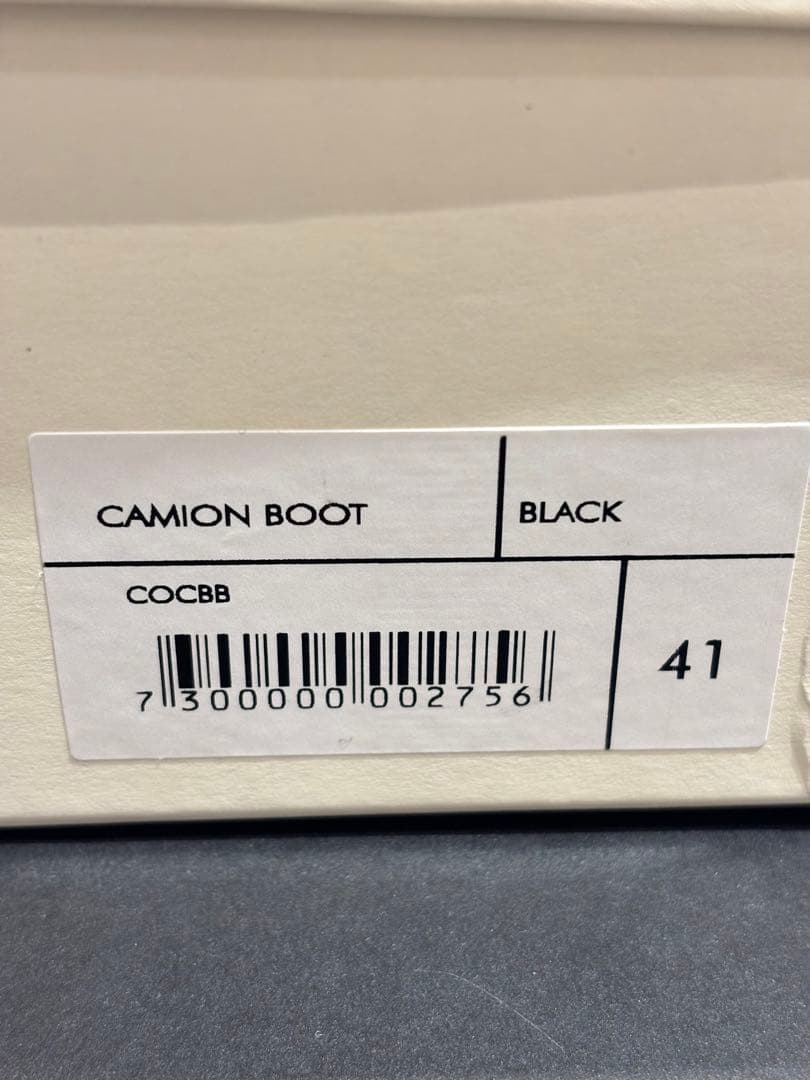 CAMION BOOT
BLACK
COCBB
7 300000 002756
41